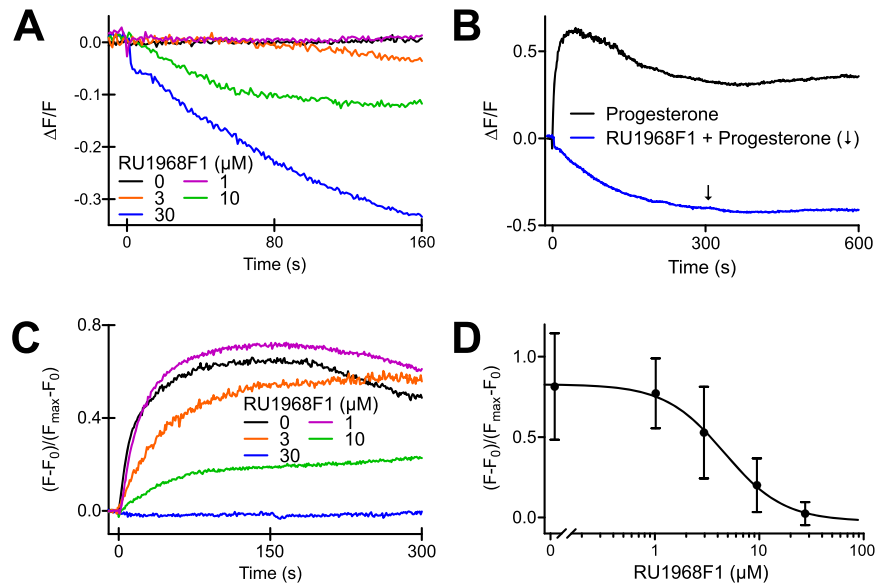 A
ΔF/F
0.0
-0.1
-0.2
-0.3
RU1968F1 (µM)
0 1
3 10
30
0 80 160
Time (s)
B
ΔF/F
0.5
0.0
-0.5
Progesterone
RU1968F1 + Progesterone (↓)
↓
0 300 600
Time (s)
C
(F-F0)/(Fmax-F0)
0.8
0.4
0.0
RU1968F1 (µM)
0 1
3 10
30
0 150 300
Time (s)
D
(F-F0)/(Fmax-F0)
1.0
0.5
0.0
0 1 10 100
RU1968F1 (µM)